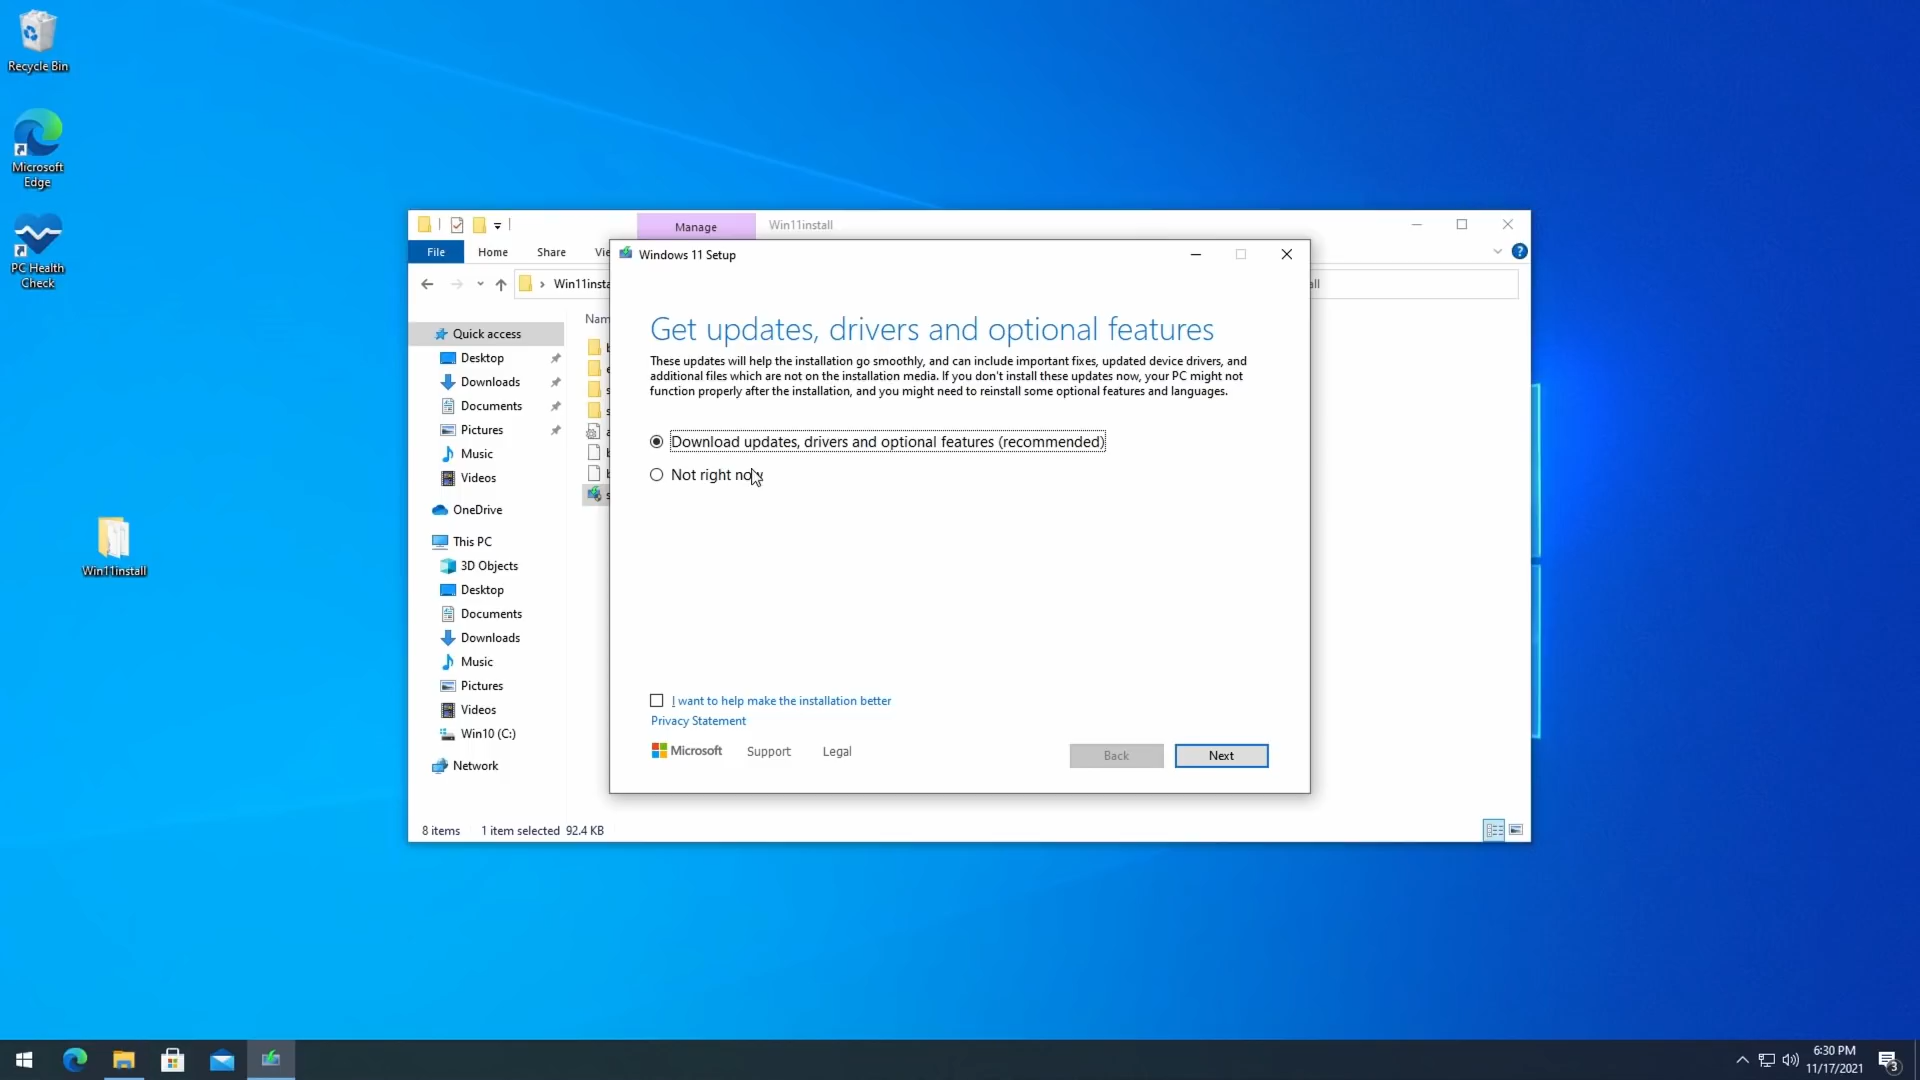 Recycle Bin
Microsoft
Edge
PC Health
Check
Win11install
Manage
Win11install
File
Home
Share
Windows 11 Setup
Quick access
Desktop
Downloads
Documents
Pictures
Music
Videos
OneDrive
This PC
3D Objects
Desktop
Documents
Downloads
Music
Pictures
Videos
Win10 (C:)
Network
8 items
1 item selected 92.4 KB
Get updates, drivers and optional features
These updates will help the installation go smoothly, and can include important fixes, updated device drivers, and
additional files which are not on the installation media. If you don't install these updates now, your PC might not
function properly after the installation, and you might need to reinstall some optional features and languages.
Download updates, drivers and optional features (recommended)
Not right now
I want to help make the installation better
Privacy Statement
Microsoft
Support
Legal
Back
Next
6:30 PM
11/17/2021
3